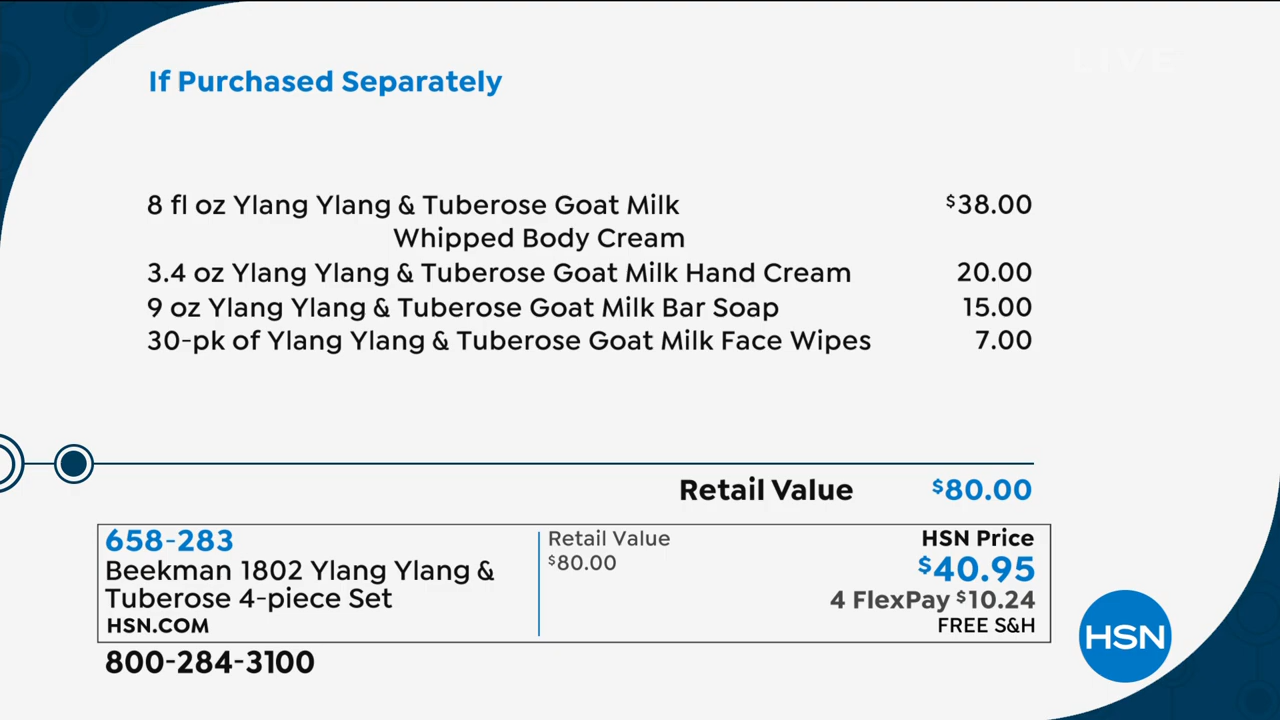 LIVE
If Purchased Separately
8 fl oz Ylang Ylang & Tuberose Goat Milk $38.00
Whipped Body Cream
3.4 oz Ylang Ylang & Tuberose Goat Milk Hand Cream 20.00
9 oz Ylang Ylang & Tuberose Goat Milk Bar Soap 15.00
30-pk of Ylang Ylang & Tuberose Goat Milk Face Wipes 7.00
Retail Value $80.00
658-283
Beekman 1802 Ylang Ylang &
Tuberose 4-piece Set
HSN.COM
Retail Value
$80.00
HSN Price
$40.95
4 FlexPay $10.24
FREE S&H
800-284-3100
HSN